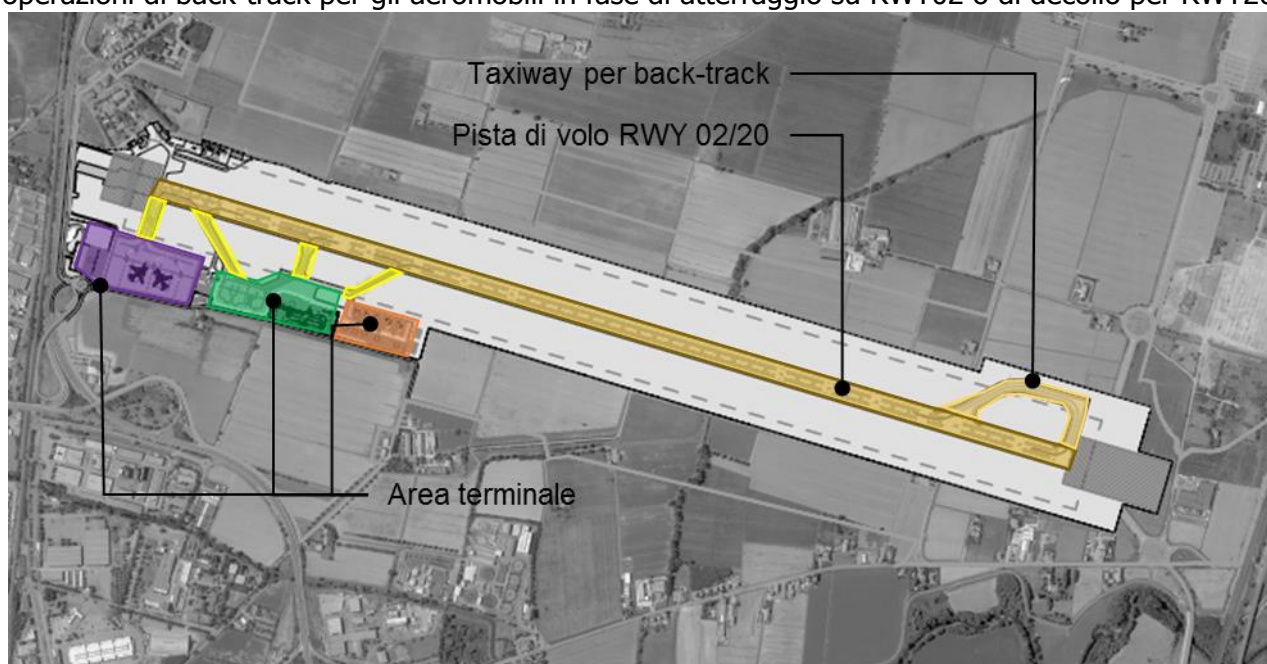 operazioni di back-track per gli aeromobili in fase di atterraggio su RWY02 o di decollo per RWY20
Taxiway per back-track
Pista di volo RWY 02/20
Area terminale